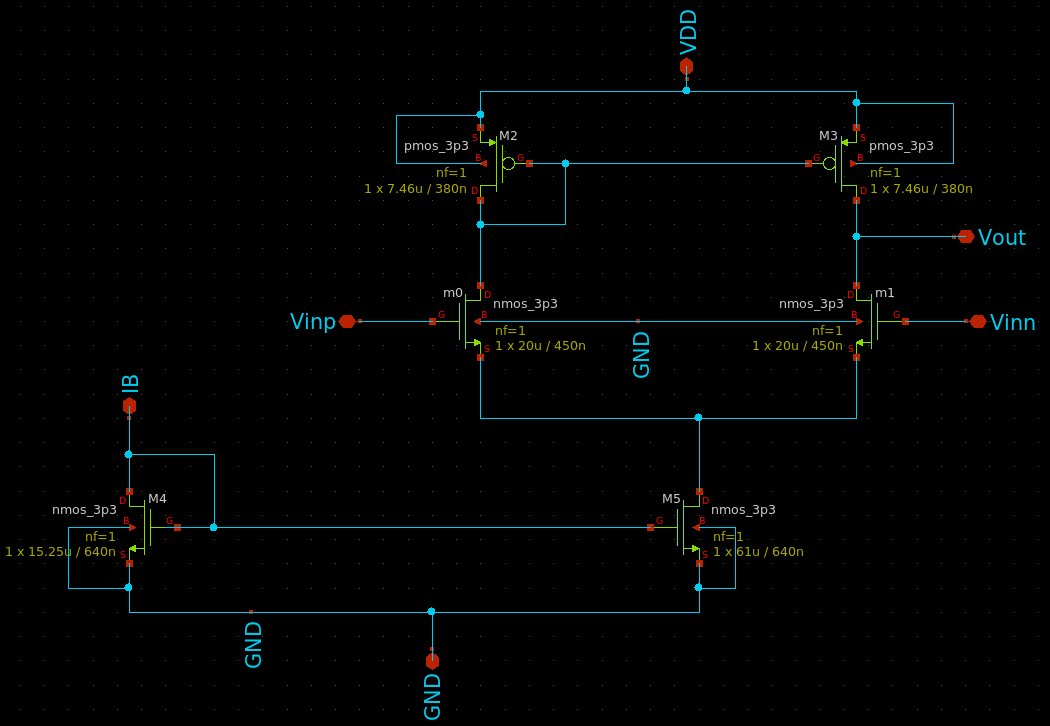 VDD
S
M2
M3
S
pmos_3p3
B
G
G
B
pmos_3p3
nf=1
1 x 7.46u / 380n
D
nf=1
D
1 x 7.46u / 380n
Vout
m0
D
nmos_3p3
nmos_3p3
D
m1
Vinp
G
B
B
G
Vinn
nf=1
1 x 20u / 450n
S
GND
nf=1
1 x 20u / 450n
S
IB
D
M4
M5
D
nmos_3p3
B
G
G
B
nmos_3p3
nf=1
1 x 15.25u / 640n
S
nf=1
S
1 x 61u / 640n
GND
GND